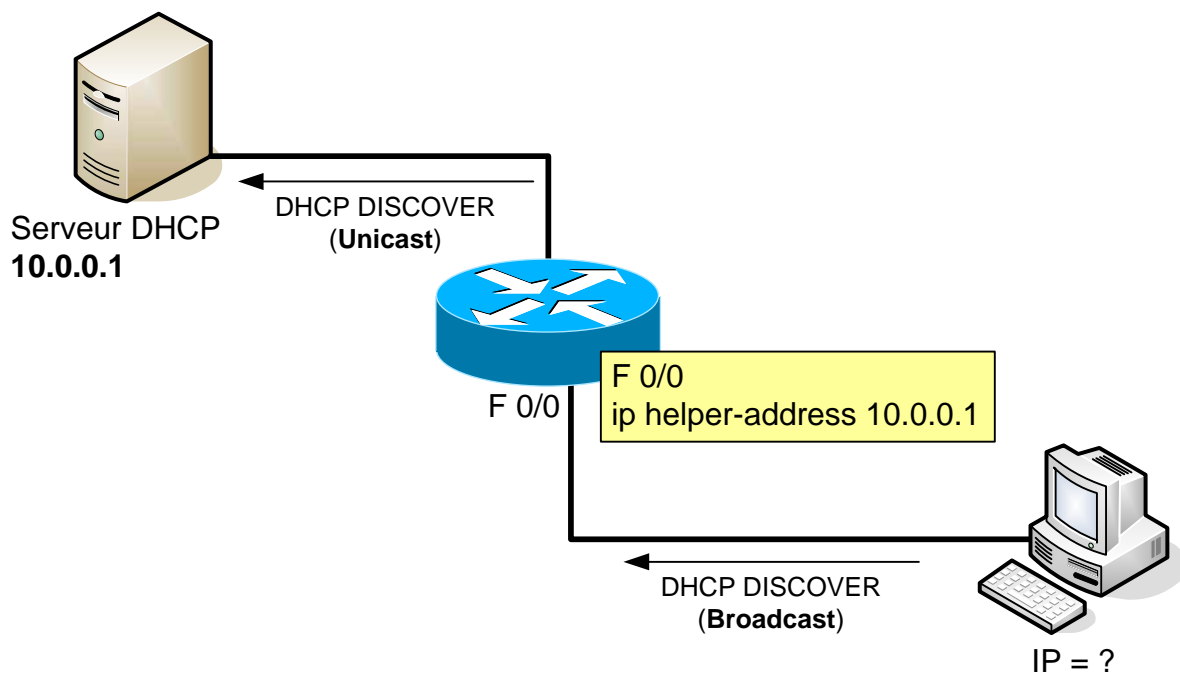 DHCP DISCOVER
(Unicast)
Serveur DHCP
10.0.0.1
F 0/0
F 0/0
ip helper-address 10.0.0.1
DHCP DISCOVER
(Broadcast)
IP = ?